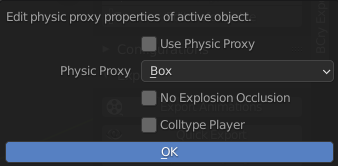 Edit physic proxy properties of active object.
Use Physic Proxy
Physic Proxy
Box
No Explosion Occlusion
Colltype Player
OK